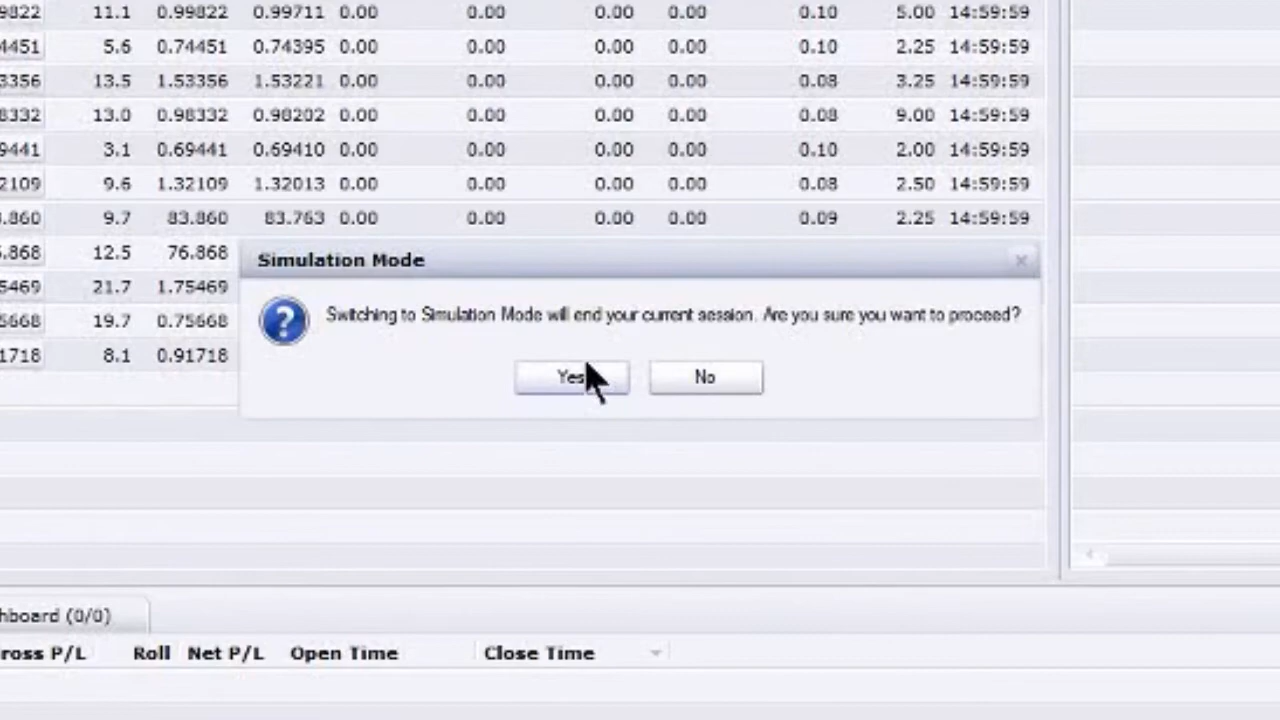 9822 11.1 0.99822 0.99711 0.00 0.00 0.00 0.00 0.10 5.00 14:59:59
4451 5.6 0.74451 0.74395 0.00 0.00 0.00 0.00 0.10 2.25 14:59:59
3356 13.5 1.53356 1.53221 0.00 0.00 0.00 0.00 0.08 3.25 14:59:59
8332 13.0 0.98332 0.98202 0.00 0.00 0.00 0.00 0.08 9.00 14:59:59
9441 3.1 0.69441 0.69410 0.00 0.00 0.00 0.00 0.10 2.00 14:59:59
2109 9.6 1.32109 1.32013 0.00 0.00 0.00 0.00 0.08 2.50 14:59:59
.860 9.7 83.860 83.763 0.00 0.00 0.00 0.00 0.09 2.25 14:59:59
.868 12.5 76.868
5469 21.7 1.75469
5668 19.7 0.75668
1718 8.1 0.91718
Simulation Mode
Switching to Simulation Mode will end your current session. Are you sure you want to proceed?
Yes No
hboard (0/0)
ross P/L Roll Net P/L Open Time Close Time